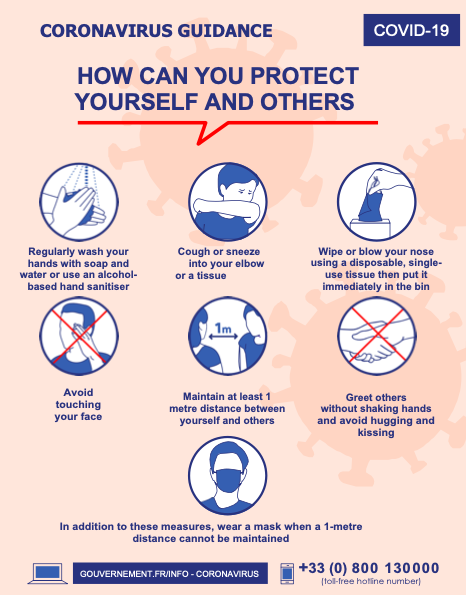 CORONAVIRUS GUIDANCE
COVID-19
HOW CAN YOU PROTECT
YOURSELF AND OTHERS
Regularly wash your
hands with soap and
water or use an alcohol-
based hand sanitiser
Cough or sneeze
into your elbow
or a tissue
Wipe or blow your nose
using a disposable, single-
use tissue then put it
immediately in the bin
Avoid
touching
your face
1m
Maintain at least 1
metre distance between
yourself and others
Greet others
without shaking hands
and avoid hugging and
kissing
In addition to these measures, wear a mask when a 1-metre
distance cannot be maintained
GOUVERNEMENT.FR/INFO - CORONAVIRUS
+33 (0) 800 130000
(toll-free hotline number)